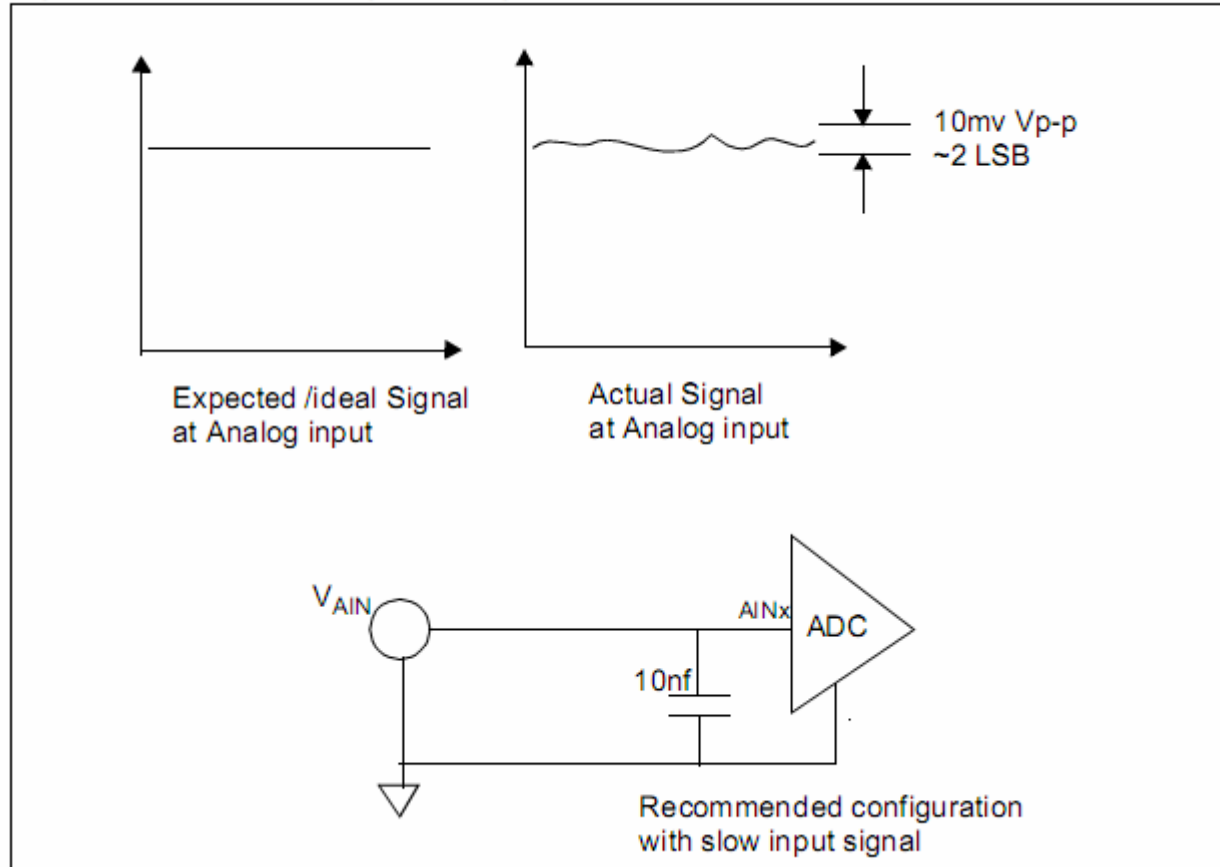 10mv Vp-p
~2 LSB
Expected /ideal Signal
at Analog input
Actual Signal
at Analog input
VAIN
AINx
ADC
10nf
Recommended configuration
with slow input signal